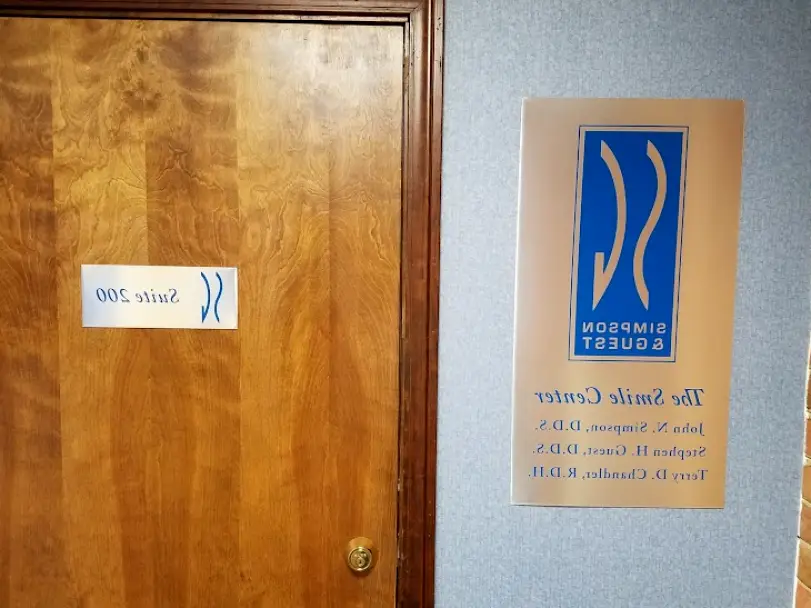 Suite 200
SIMPSON
& GUEST
The Smile Center
John N. Simpson, D.D.S.
Stephen H. Guest, D.D.S.
Terry D. Chandler, R.D.H.